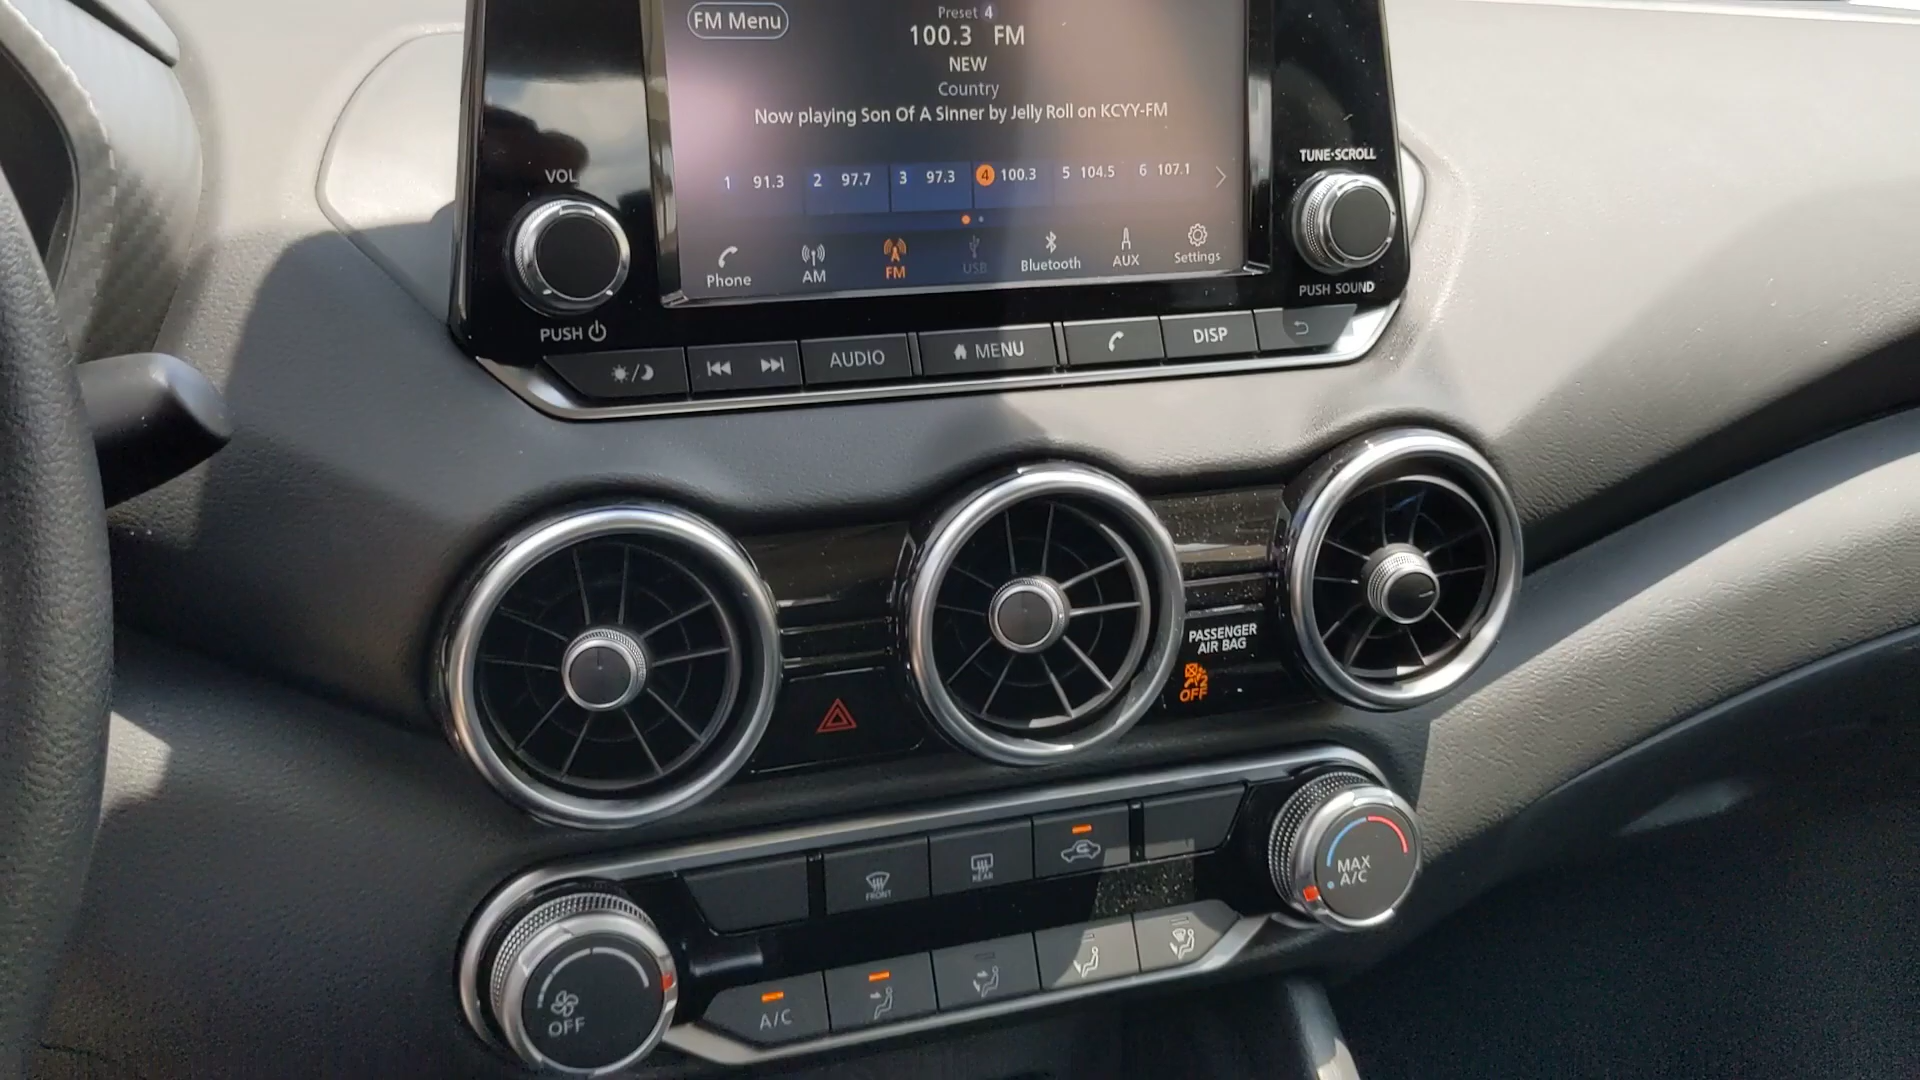 FM Menu
Preset 4
100.3 FM
NEW
Country
Now playing Son Of A Sinner by Jelly Roll on KCYY-FM
1 91.3 2 97.7 3 97.3 4 100.3 5 104.5 6 107.1
Phone AM FM USB Bluetooth AUX Settings
VOL
PUSH
TUNE·SCROLL
PUSH SOUND
AUDIO MENU DISP
PASSENGER
AIR BAG
2
OFF
FRONT
REAR
MAX
A/C
OFF
A/C